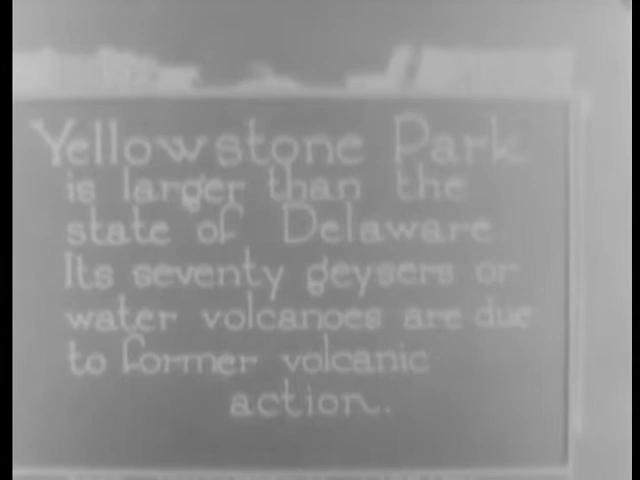 Yellowstone Park
is larger than the
state of Delaware
Its seventy geysers or
water volcanoes are due
to former volcanic
action.